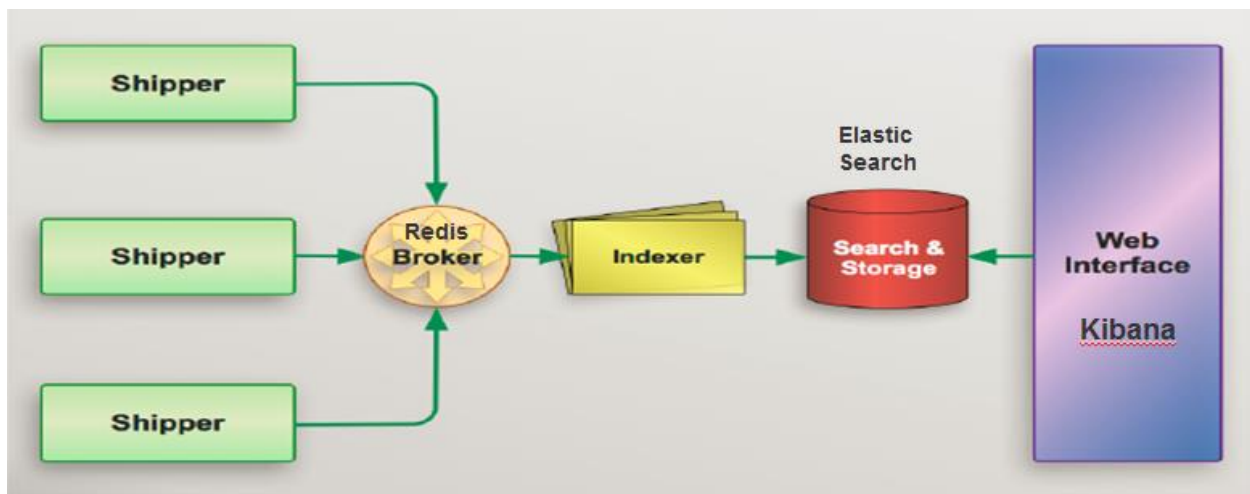 Shipper
Shipper
Shipper
Redis
Broker
Indexer
Elastic
Search
Search &
Storage
Web
Interface
Kibana